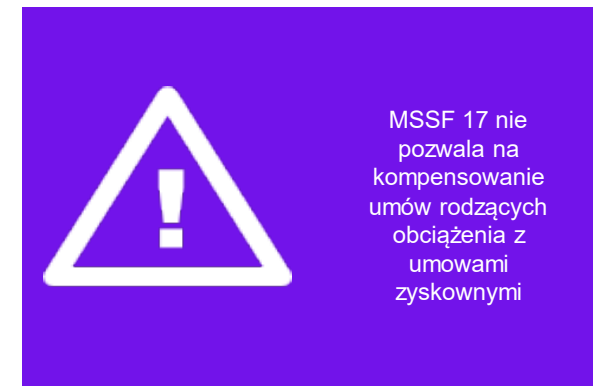 MSSF 17 nie
pozwala na
kompensowanie
umów rodzących
obciążenia z
umowami
zyskownymi